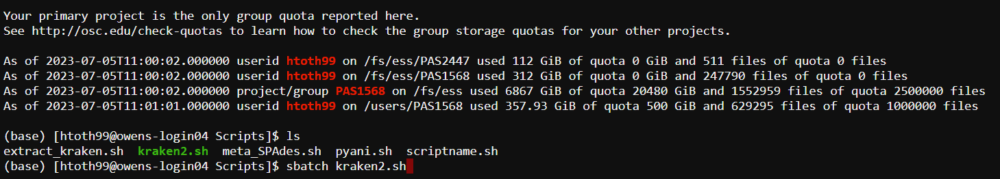 Your primary project is the only group quota reported here.
See http://osc.edu/check-quotas to learn how to check the group storage quotas for your other projects.
As of 2023-07-05T11:00:02.000000 userid htoth99 on /fs/ess/PAS2447 used 112 GiB of quota 0 GiB and 511 files of quota 0 files
As of 2023-07-05T11:00:02.000000 userid htoth99 on /fs/ess/PAS1568 used 312 GiB of quota 0 GiB and 247790 files of quota 0 files
As of 2023-07-05T11:00:02.000000 project/group PAS1568 on /fs/ess used 6867 GiB of quota 20480 GiB and 1552959 files of quota 2500000 files
As of 2023-07-05T11:01:01.000000 userid htoth99 on /users/PAS1568 used 357.93 GiB of quota 500 GiB and 629295 files of quota 1000000 files
(base) [htoth99@owens-login04 Scripts]$ ls
extract_kraken.sh kraken2.sh meta_SPAdes.sh pyani.sh scriptname.sh
(base) [htoth99@owens-login04 Scripts]$ sbatch kraken2.sh